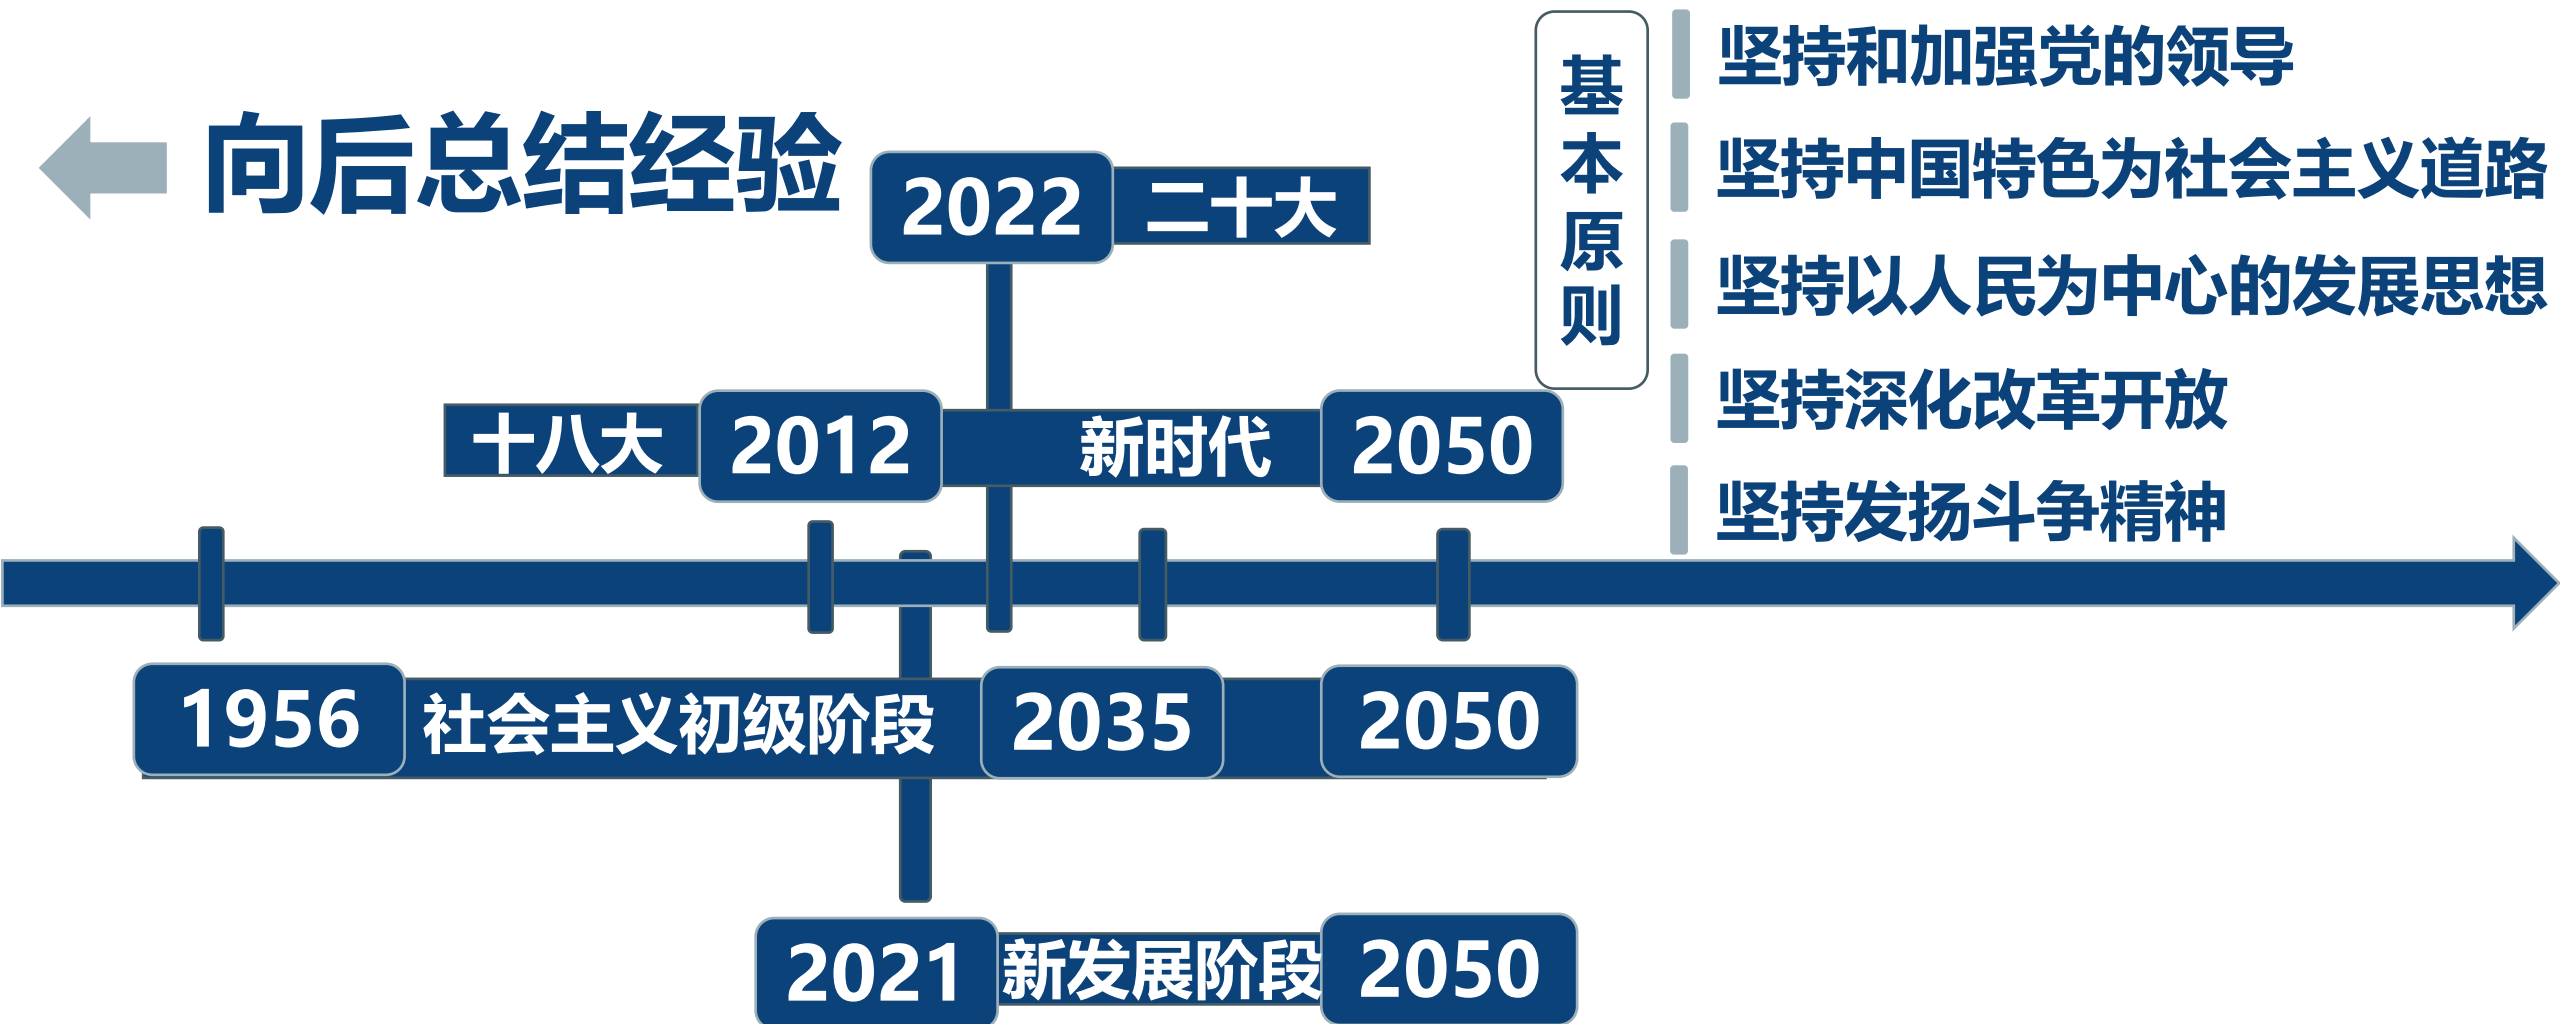 向后总结经验
2022 二十大
十八大 2012 新时代 2050
1956 社会主义初级阶段 2035 2050
2021 新发展阶段 2050
基本原则
坚持和加强党的领导
坚持中国特色为社会主义道路
坚持以人民为中心的发展思想
坚持深化改革开放
坚持发扬斗争精神